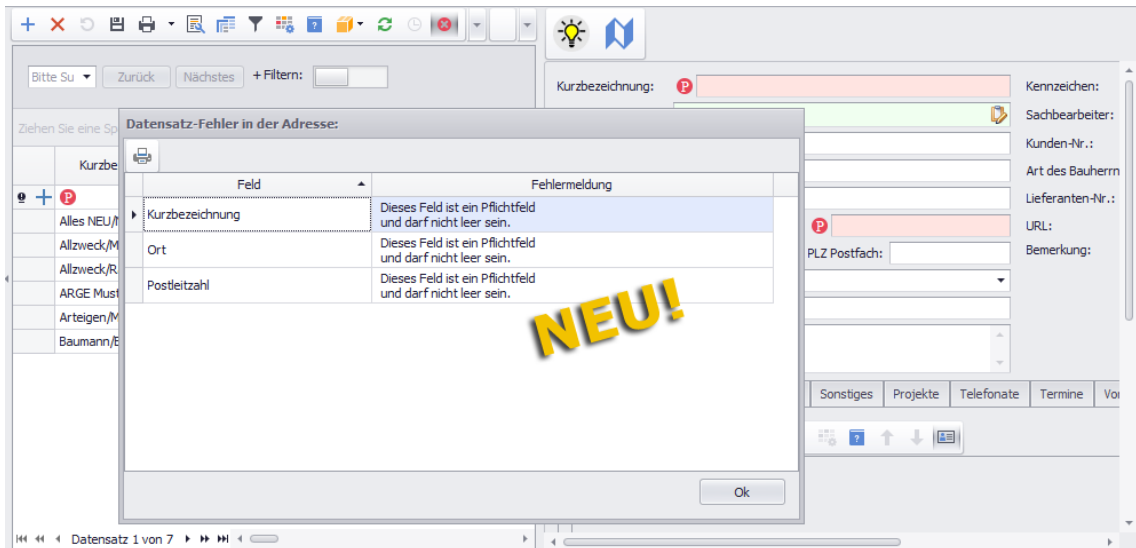 Bitte Su
Zurück
Nächstes
+ Filtern:
Ziehen Sie eine Sp
Kurzbe
P
Alles NEU/
Allzweck/M
Allzweck/R
ARGE Must
Arteigen/M
Baumann/E
Datensatz 1 von 7
Datensatz-Fehler in der Adresse:
Feld
Fehlermeldung
Kurzbezeichnung
Dieses Feld ist ein Pflichtfeld
und darf nicht leer sein.
Ort
Dieses Feld ist ein Pflichtfeld
und darf nicht leer sein.
Postleitzahl
Dieses Feld ist ein Pflichtfeld
und darf nicht leer sein.
NEU!
Ok
Kurzbezeichnung:
P
Kennzeichen:
Sachbearbeiter:
Kunden-Nr.:
Art des Bauherrn
Lieferanten-Nr.:
P
URL:
PLZ Postfach:
Bemerkung:
Sonstiges
Projekte
Telefonate
Termine
Vor